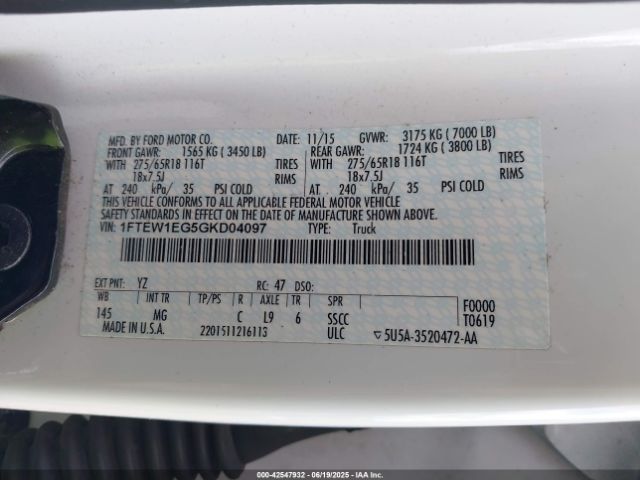 MFD. BY FORD MOTOR CO. DATE: 11/15 GVWR: 3175 KG ( 7000 LB)
FRONT GAWR: 1565 KG ( 3450 LB) REAR GAWR: 1724 KG ( 3800 LB)
WITH 275/65R18 116T TIRES WITH 275/65R18 116T TIRES
18x7.5J RIMS 18x7.5J RIMS
AT 240 kPa/ 35 PSI COLD AT 240 kPa/ 35 PSI COLD
THIS VEHICLE CONFORMS TO ALL APPLICABLE FEDERAL MOTOR VEHICLE
SAFETY STANDARD IN EFFECT ON THE DATE OF MANUFACTURE SHOWN ABOVE.
VIN: 1FTEW1EG5GKD04097 TYPE: Truck
EXT PNT: YZ RC: 47 DSO:
WB INT TR TP/PS R AXLE TR SPR F0000
145 MG C L9 6 SSCC T0619
MADE IN U.S.A. 2201511216113 ULC ▽5U5A-3520472-AA
000-42547932 - 06/19/2025 - IAAI.COM